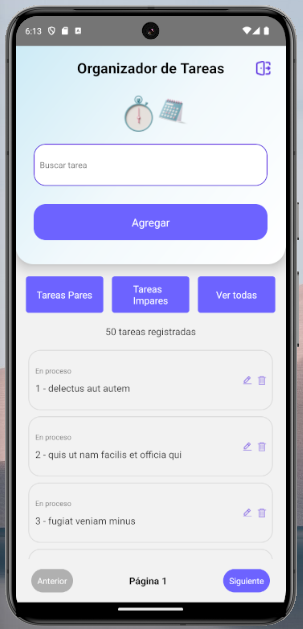 6:13
Organizador de Tareas
Buscar tarea
Agregar
Tareas Pares
Tareas
Impares
Ver todas
50 tareas registradas
En proceso
1 - delectus aut autem
En proceso
2 - quis ut nam facilis et officia qui
En proceso
3 - fugiat veniam minus
Anterior
Página 1
Siguiente